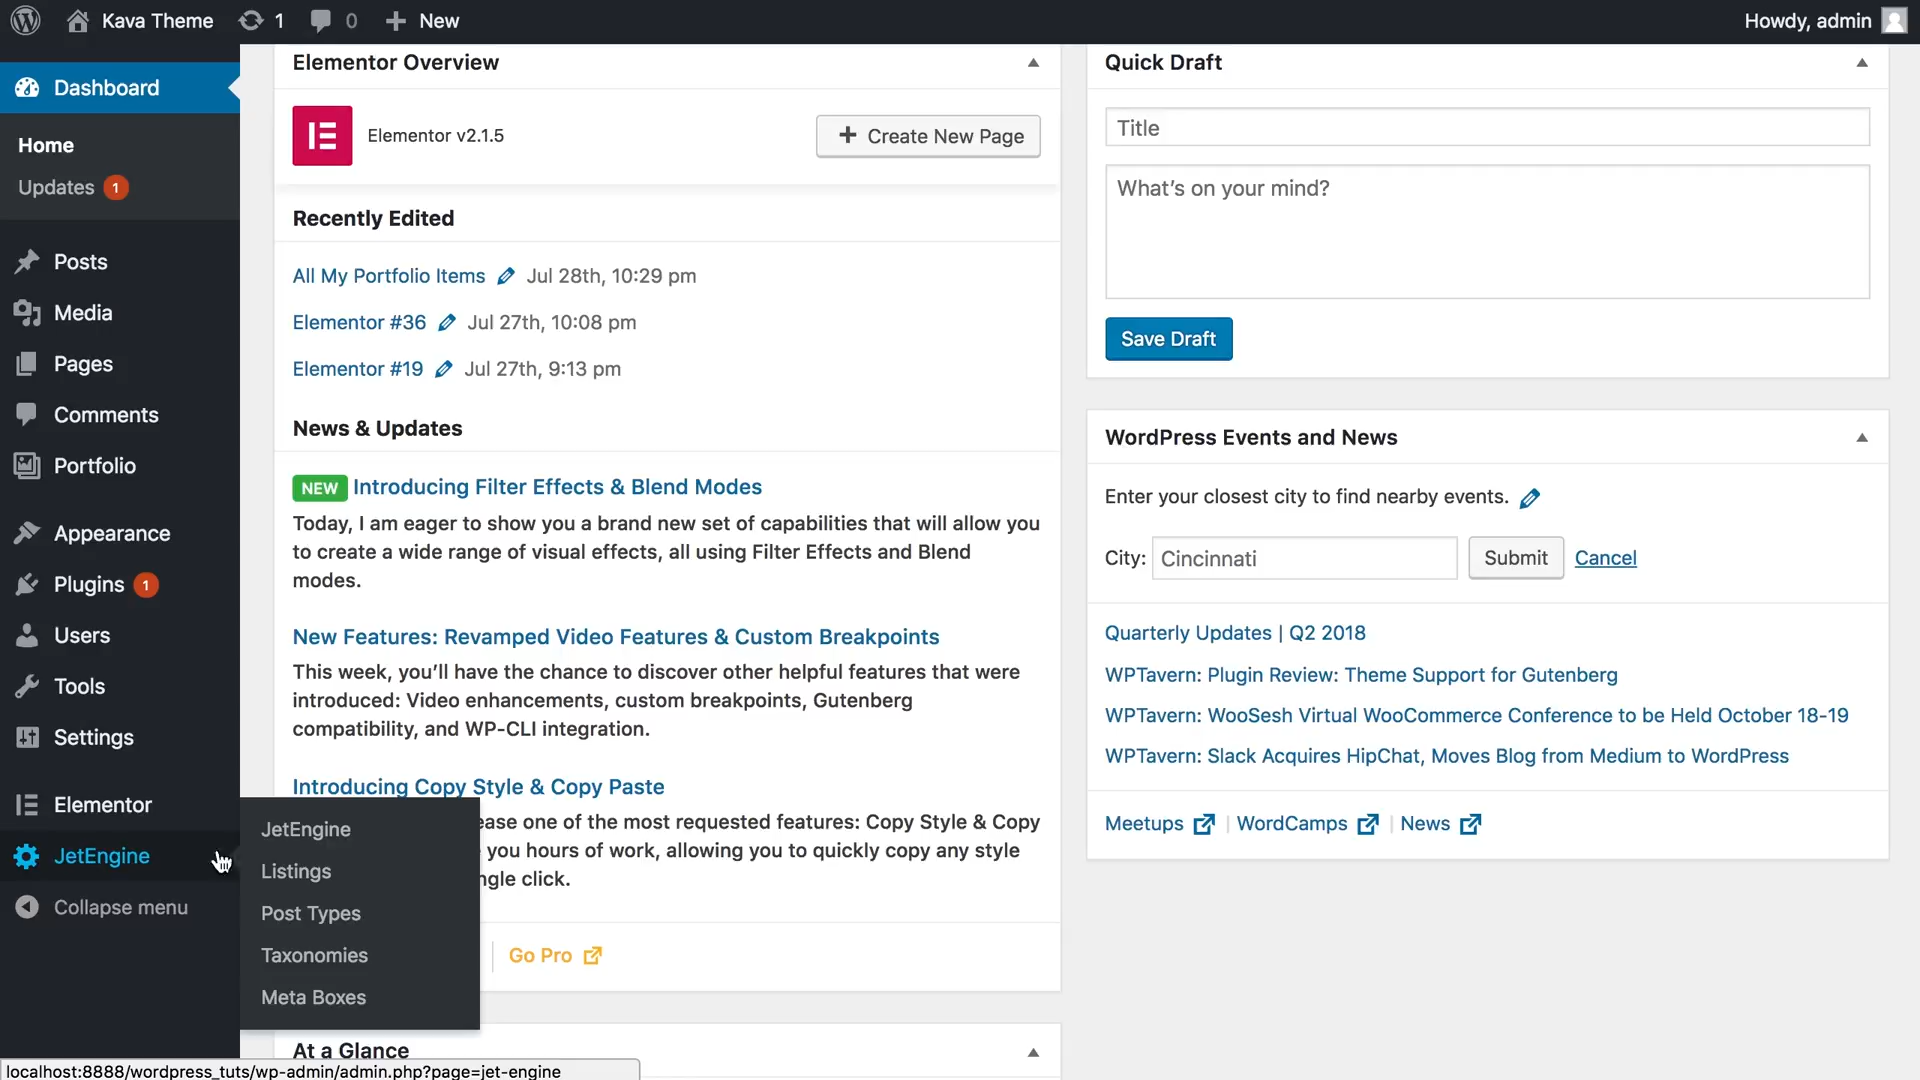 Kava Theme
1
0
New
Howdy, admin
Dashboard
Home
Updates 1
Posts
Media
Pages
Comments
Portfolio
Appearance
Plugins 1
Users
Tools
Settings
Elementor
JetEngine
Collapse menu
JetEngine
Listings
Post Types
Taxonomies
Meta Boxes
Elementor Overview
Elementor v2.1.5
Create New Page
Recently Edited
All My Portfolio Items Jul 28th, 10:29 pm
Elementor #36 Jul 27th, 10:08 pm
Elementor #19 Jul 27th, 9:13 pm
News & Updates
NEW Introducing Filter Effects & Blend Modes
Today, I am eager to show you a brand new set of capabilities that will allow you
to create a wide range of visual effects, all using Filter Effects and Blend
modes.
New Features: Revamped Video Features & Custom Breakpoints
This week, you’ll have the chance to discover other helpful features that were
introduced: Video enhancements, custom breakpoints, Gutenberg
compatibility, and WP-CLI integration.
Introducing Copy Style & Copy Paste
ease one of the most requested features: Copy Style & Copy
you hours of work, allowing you to quickly copy any style
ngle click.
Go Pro
At a Glance
Quick Draft
Title
What’s on your mind?
Save Draft
WordPress Events and News
Enter your closest city to find nearby events.
City: Cincinnati Submit Cancel
Quarterly Updates | Q2 2018
WPTavern: Plugin Review: Theme Support for Gutenberg
WPTavern: WooSesh Virtual WooCommerce Conference to be Held October 18-19
WPTavern: Slack Acquires HipChat, Moves Blog from Medium to WordPress
Meetups | WordCamps | News
localhost:8888/wordpress_tuts/wp-admin/admin.php?page=jet-engine